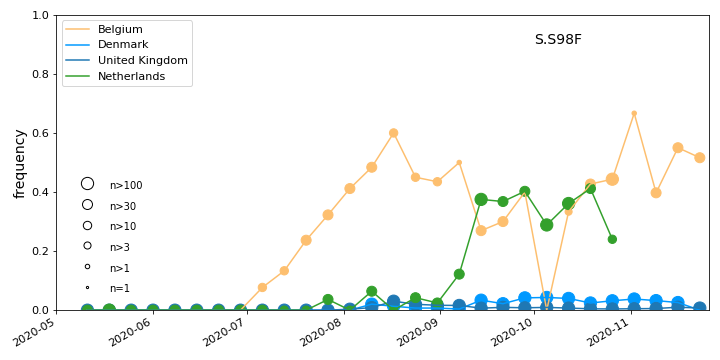 1.0
0.8
0.6
0.4
0.2
0.0
frequency
Belgium
Denmark
United Kingdom
Netherlands
S.S98F
n>100
n>30
n>10
n>3
n>1
n=1
2020-05
2020-06
2020-07
2020-08
2020-09
2020-10
2020-11